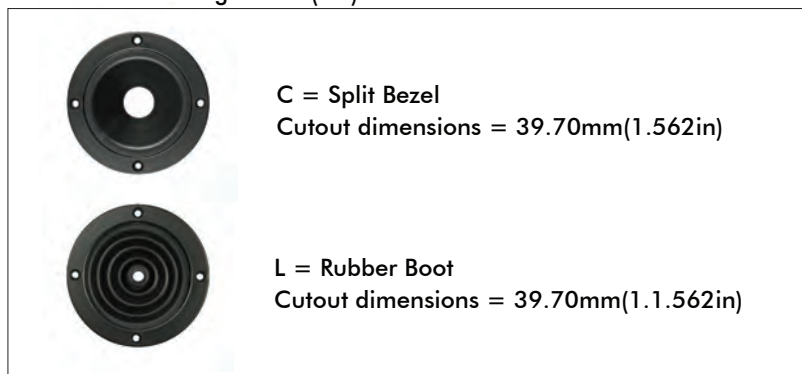 C = Split Bezel
Cutout dimensions = 39.70mm(1.562in)
L = Rubber Boot
Cutout dimensions = 39.70mm(1.1.562in)